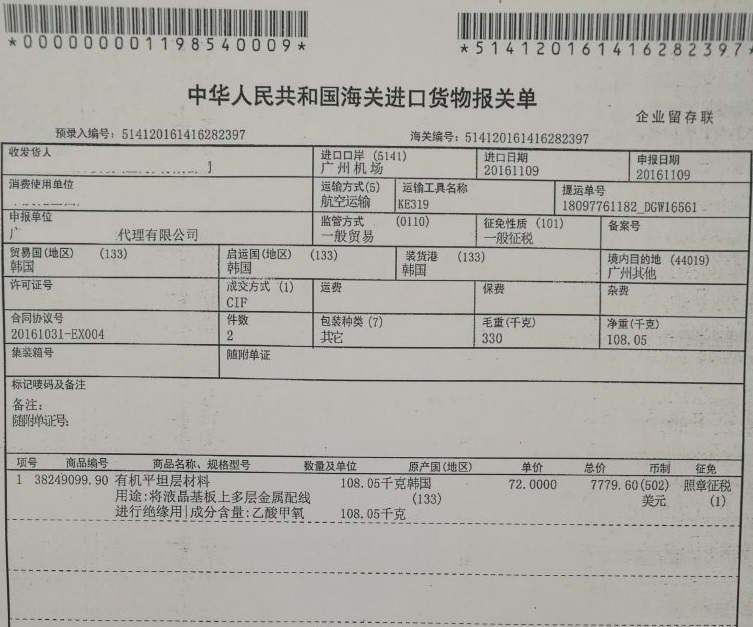 *000000001198540009*
*514120161416282397*
中华人民共和国海关进口货物报关单
企业留存联
预录入编号：514120161416282397 海关编号：514120161416282397
收发货人 进口口岸 (5141) 进口日期 申报日期
广州机场 20161109 20161109
消费使用单位 运输方式(5) 运输工具名称 提运单号
航空运输 KE319 18097761182_DGW16561
申报单位 监管方式 (0110) 征免性质 (101) 备案号
代理有限公司 一般贸易 一般征税
贸易国(地区) (133) 启运国(地区) (133) 装货港 (133) 境内目的地 (44019)
韩国 韩国 韩国 广州其他
许可证号 成交方式 (1) 运费 保费 杂费
CIF
合同协议号 件数 包装种类(7) 毛重(千克) 净重(千克)
20161031-EX004 2 其它 330 108.05
集装箱号 随附单证
标记唛码及备注
备注：
随附单证号：
项号 商品编号 商品名称、规格型号 数量及单位 原产国(地区) 单价 总价 币制 征免
1 38249099.90 有机平坦层材料 108.05千克 韩国 72.0000 7779.60 (502) 照章征税
用途:将液晶基板上多层金属配线 (133) 美元 (1)
进行绝缘用|成分含量:乙酸甲氧 108.05千克